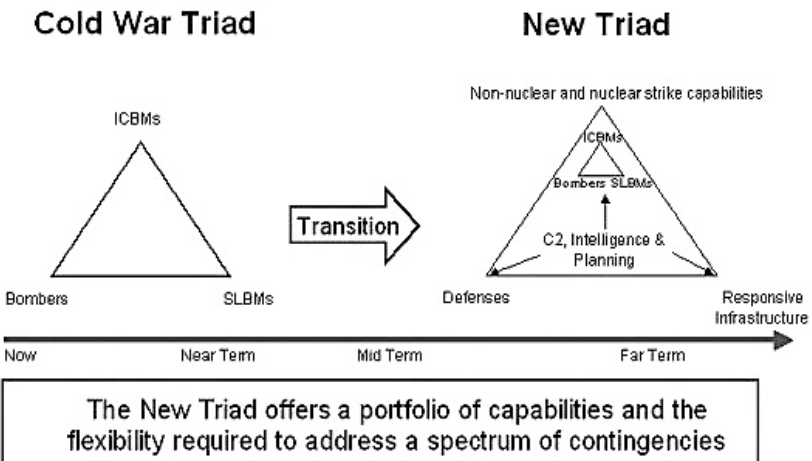 Cold War Triad
New Triad
ICBMs
Bombers
SLBMs
Transition
Non-nuclear and nuclear strike capabilities
ICBMs
Bombers SLBMs
C2, Intelligence &
Planning
Defenses
Responsive
Infrastructure
Now
Near Term
Mid Term
Far Term
The New Triad offers a portfolio of capabilities and the
flexibility required to address a spectrum of contingencies